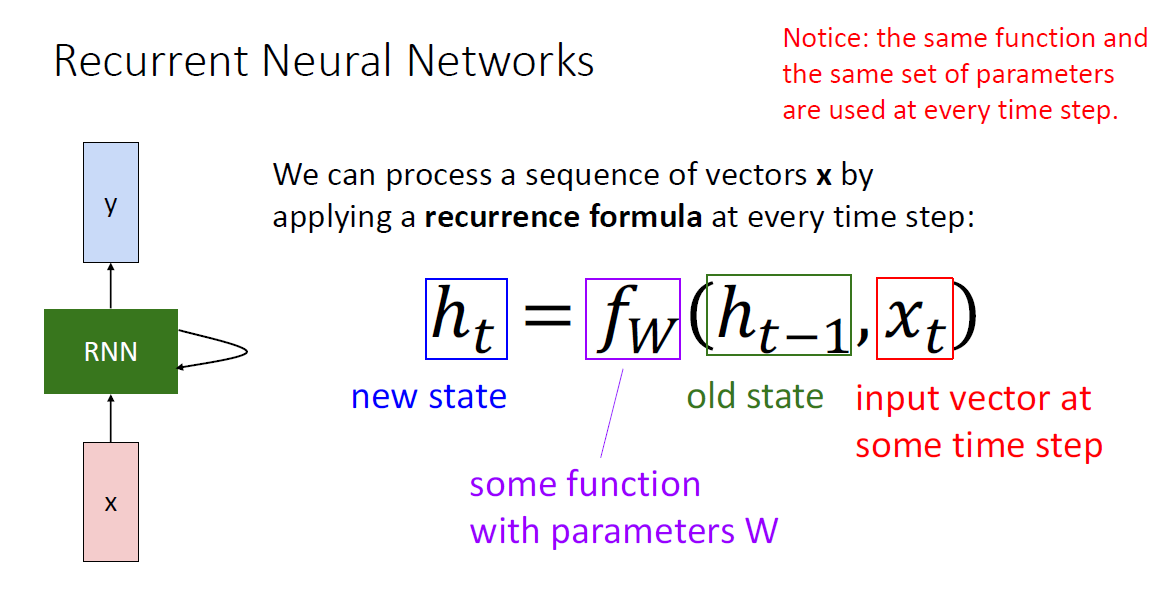 Recurrent Neural Networks
Notice: the same function and
the same set of parameters
are used at every time step.
We can process a sequence of vectors x by
applying a recurrence formula at every time step:
y
RNN
x
h_t = f_W(h_{t−1}, x_t)
new state
old state
input vector at
some time step
some function
with parameters W